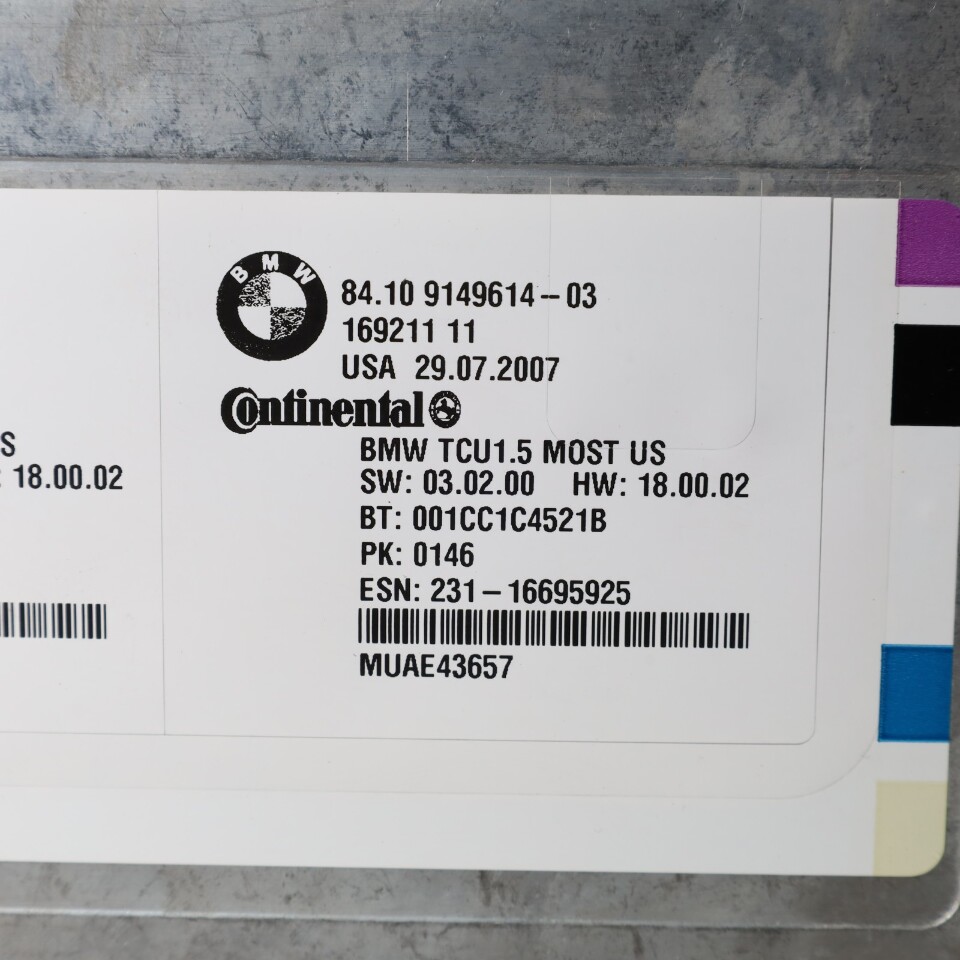 BMW
84.10 9149614-03
169211 11
USA 29.07.2007
Continental
BMW TCU1.5 MOST US
SW: 03.02.00 HW: 18.00.02
BT: 001CC1C4521B
PK: 0146
ESN: 231-16695925
MUAE43657
S
: 18.00.02